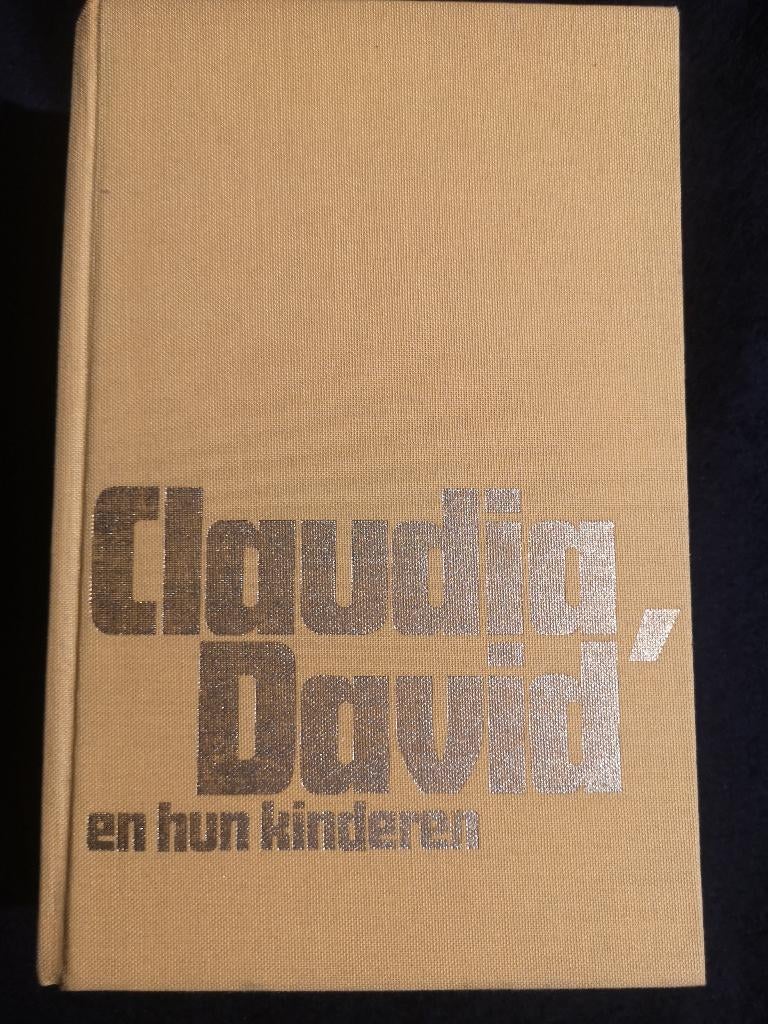 Claudia,
David
en hun kinderen